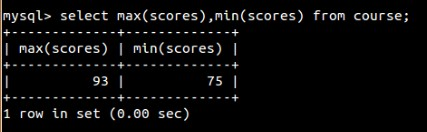 mysql> select max(scores),min(scores) from course;
+-------------+-------------+
| max(scores) | min(scores) |
+-------------+-------------+
|          93 |          75 |
+-------------+-------------+
1 row in set (0.00 sec)